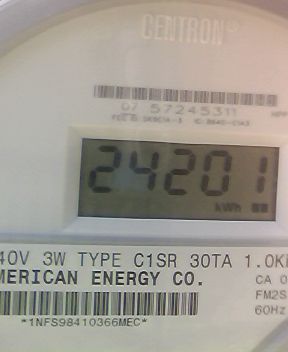 CENTRON®
07 57245311
24201
kWh
40V 3W TYPE C1SR 30TA 1.0K
MERICAN ENERGY CO.
CA 0
FM2S
60Hz
*1NFS98410366MEC*